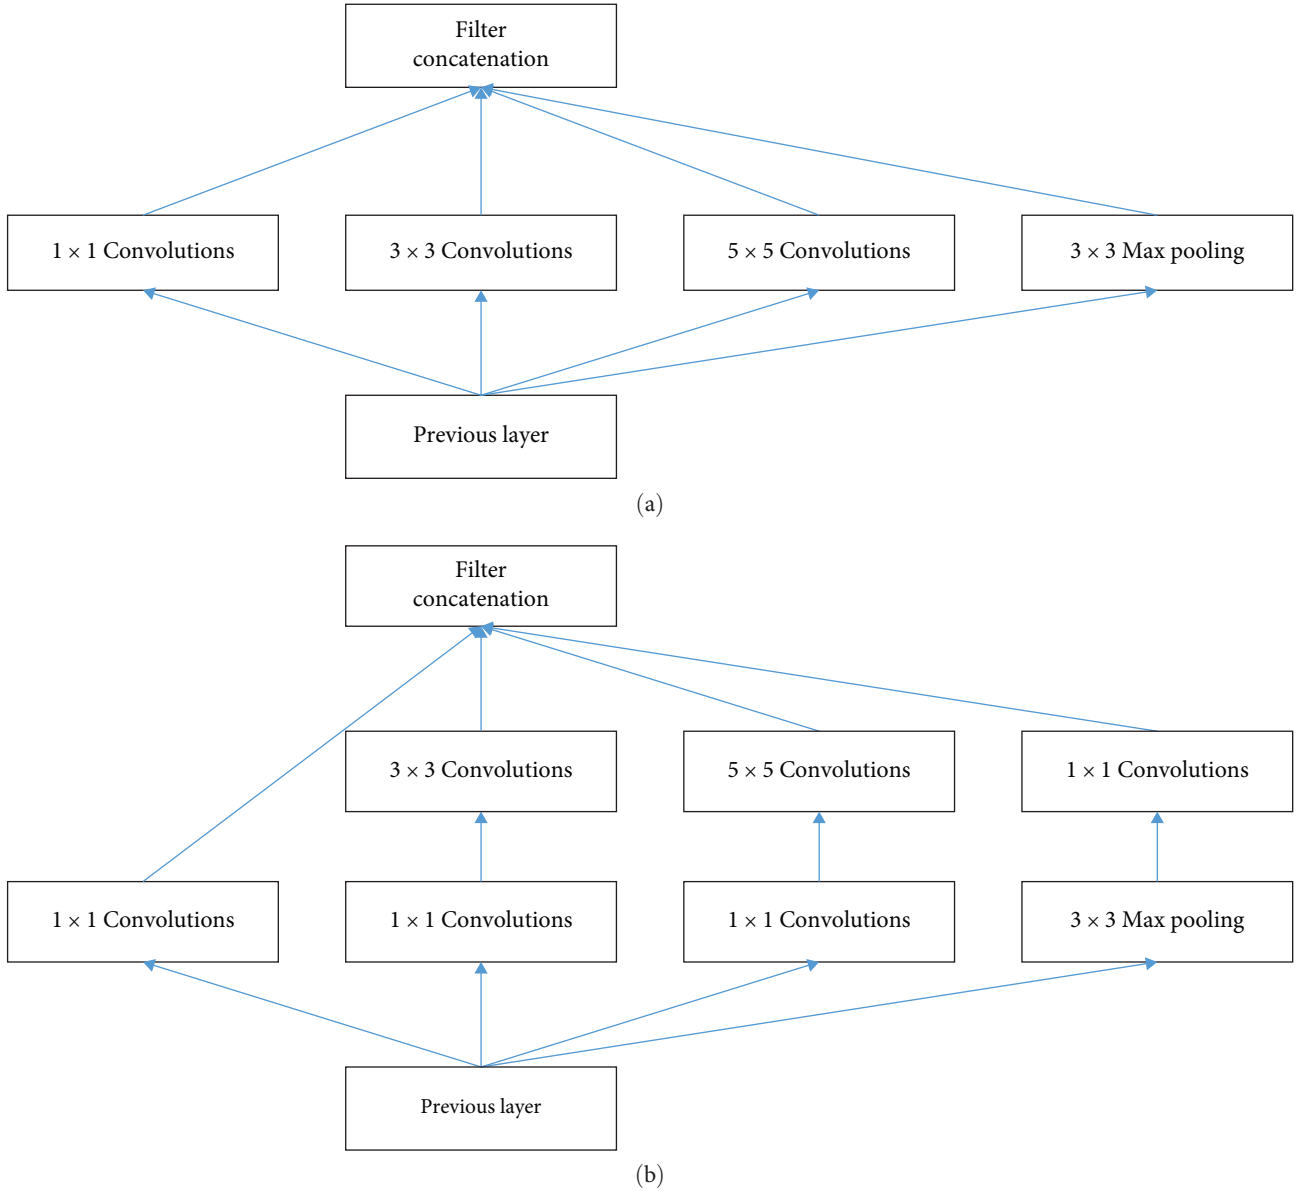 Filter
concatenation
1 × 1 Convolutions
3 × 3 Convolutions
5 × 5 Convolutions
3 × 3 Max pooling
Previous layer
(a)
Filter
concatenation
3 × 3 Convolutions
5 × 5 Convolutions
1 × 1 Convolutions
1 × 1 Convolutions
1 × 1 Convolutions
1 × 1 Convolutions
3 × 3 Max pooling
Previous layer
(b)